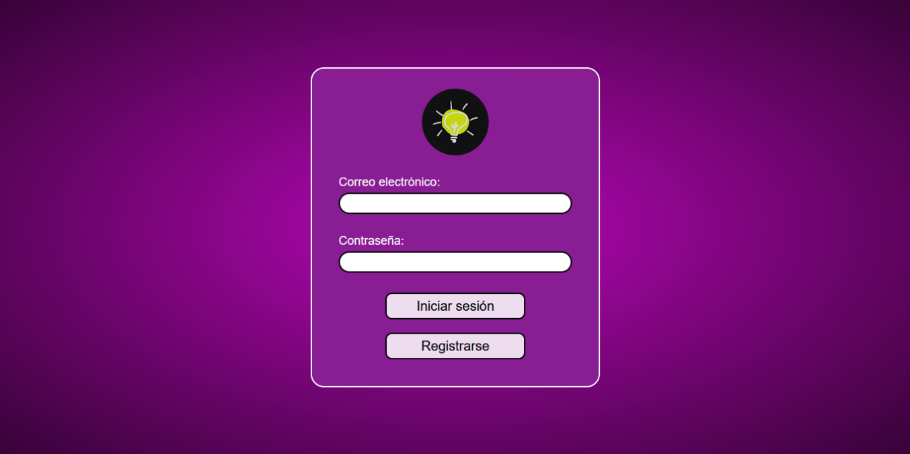 Correo electrónico:
Contraseña:
Iniciar sesión
Registrarse